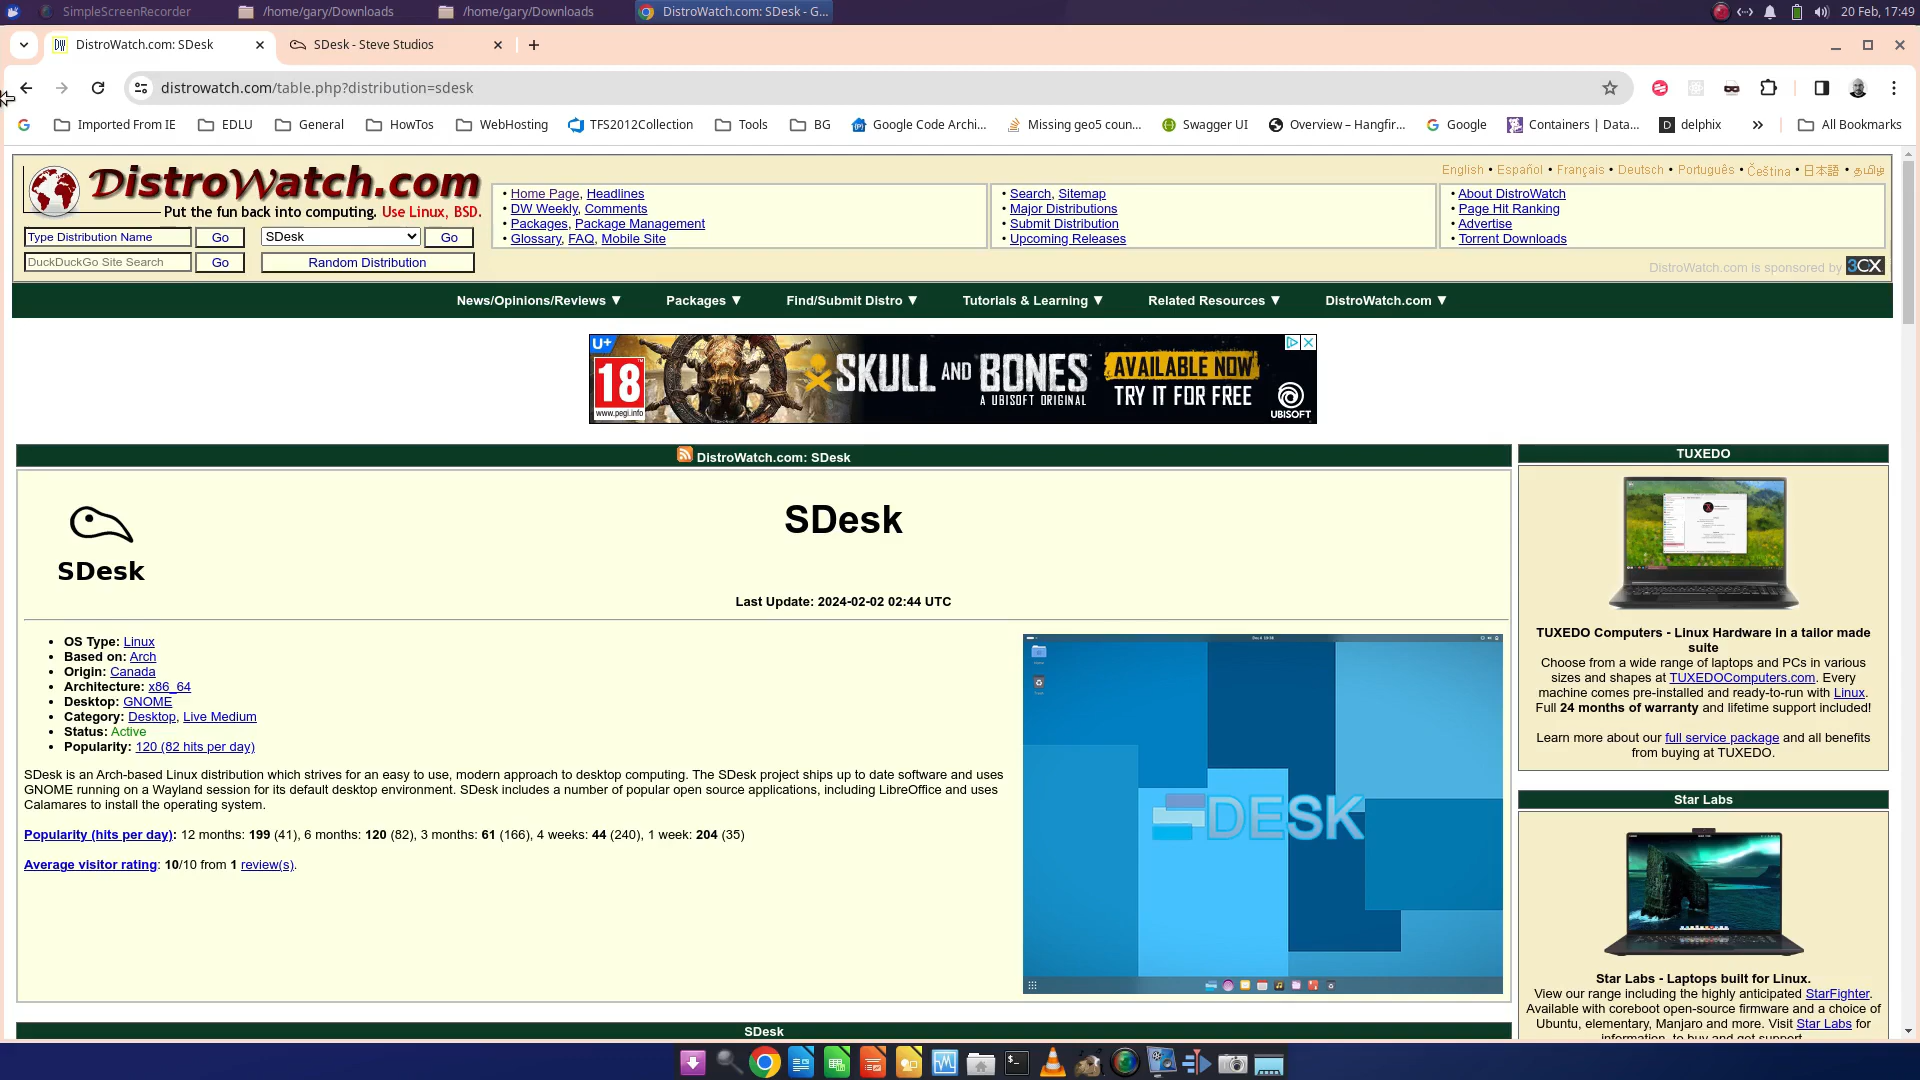 SimpleScreenRecorder /home/gary/Downloads /home/gary/Downloads DistroWatch.com: SDesk - G... 20 Feb, 17:49
DistroWatch.com: SDesk SDesk - Steve Studios
distrowatch.com/table.php?distribution=sdesk
Imported From IE EDLU General HowTos WebHosting TFS2012Collection Tools BG Google Code Archi... Missing geo5 coun... Swagger UI Overview – Hangfir... Google Containers | Data... delphix » All Bookmarks
English • Español • Français • Deutsch • Português • Čeština • 日本語 • தமிழ்
DistroWatch.com
Put the fun back into computing. Use Linux, BSD.
Type Distribution Name Go SDesk Go
DuckDuckGo Site Search Go Random Distribution
• Home Page, Headlines
• DW Weekly, Comments
• Packages, Package Management
• Glossary, FAQ, Mobile Site
• Search, Sitemap
• Major Distributions
• Submit Distribution
• Upcoming Releases
• About DistroWatch
• Page Hit Ranking
• Advertise
• Torrent Downloads
DistroWatch.com is sponsored by 3CX
News/Opinions/Reviews ▼ Packages ▼ Find/Submit Distro ▼ Tutorials & Learning ▼ Related Resources ▼ DistroWatch.com ▼
U+
18
www.pegi.info
SKULL AND BONES
A UBISOFT ORIGINAL
AVAILABLE NOW
TRY IT FOR FREE
UBISOFT
DistroWatch.com: SDesk
SDesk
SDesk
Last Update: 2024-02-02 02:44 UTC
• OS Type: Linux
• Based on: Arch
• Origin: Canada
• Architecture: x86_64
• Desktop: GNOME
• Category: Desktop, Live Medium
• Status: Active
• Popularity: 120 (82 hits per day)
SDesk is an Arch-based Linux distribution which strives for an easy to use, modern approach to desktop computing. The SDesk project ships up to date software and uses
GNOME running on a Wayland session for its default desktop environment. SDesk includes a number of popular open source applications, including LibreOffice and uses
Calamares to install the operating system.
Popularity (hits per day): 12 months: 199 (41), 6 months: 120 (82), 3 months: 61 (166), 4 weeks: 44 (240), 1 week: 204 (35)
Average visitor rating: 10/10 from 1 review(s).
DESK
SDesk
TUXEDO
TUXEDO Computers - Linux Hardware in a tailor made
suite
Choose from a wide range of laptops and PCs in various
sizes and shapes at TUXEDOComputers.com. Every
machine comes pre-installed and ready-to-run with Linux.
Full 24 months of warranty and lifetime support included!
Learn more about our full service package and all benefits
from buying at TUXEDO.
Star Labs
Star Labs - Laptops built for Linux.
View our range including the highly anticipated StarFighter.
Available with coreboot open-source firmware and a choice of
Ubuntu, elementary, Manjaro and more. Visit Star Labs for
information, to buy and get support.